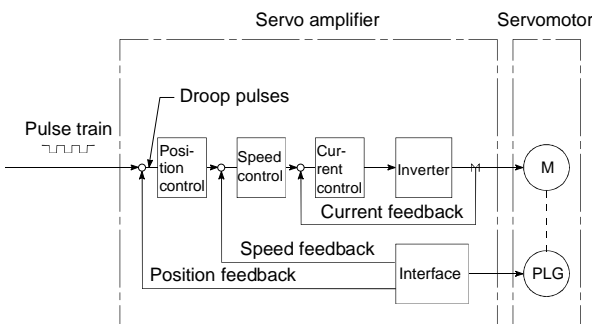 Servo amplifier
Servomotor
Droop pulses
Pulse train
Posi-
tion
control
Speed
control
Cur-
rent
control
Inverter
M
Current feedback
Speed feedback
Position feedback
Interface
PLG